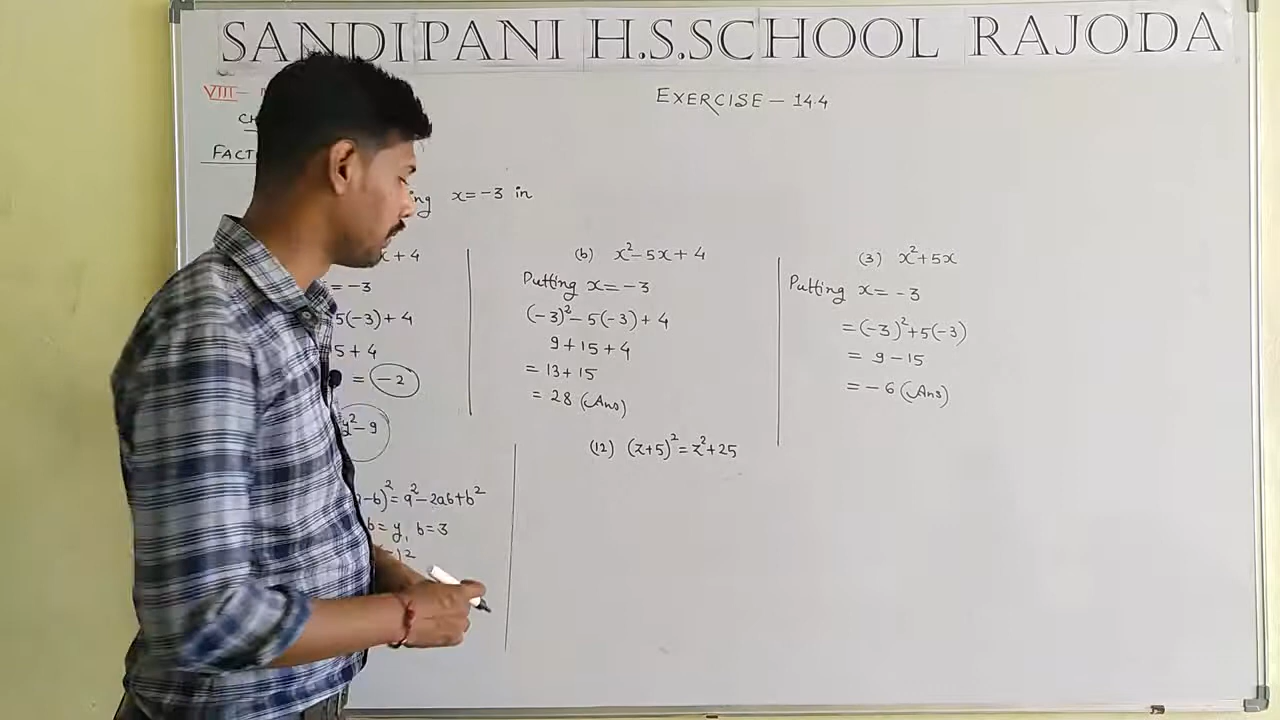 SANDIPANI H.S.SCHOOL RAJODA
VIII-
EXERCISE - 14.4
x = -3 in
+ 4
= -3
5(-3) + 4
5 + 4
= -2
y² - 9
-b)² = a² - 2ab + b²
b = y, b = 3
(b) x² - 5x + 4
Putting x = -3
(-3)² - 5(-3) + 4
9 + 15 + 4
= 13 + 15
= 28 (Ans)
(12) (z+5)² = z² + 25
(3) x² + 5x
Putting x = -3
= (-3)² + 5(-3)
= 9 - 15
= -6 (Ans)